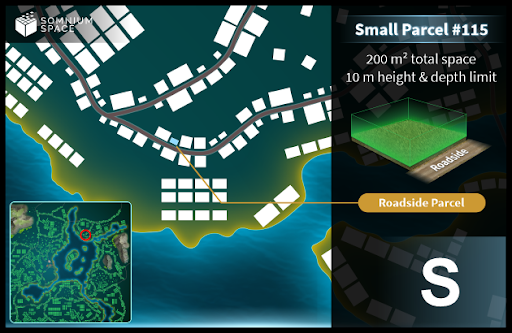 SOMNIUM
SPACE
Small Parcel #115
200 m² total space
10 m height & depth limit
Roadside
Roadside Parcel
S